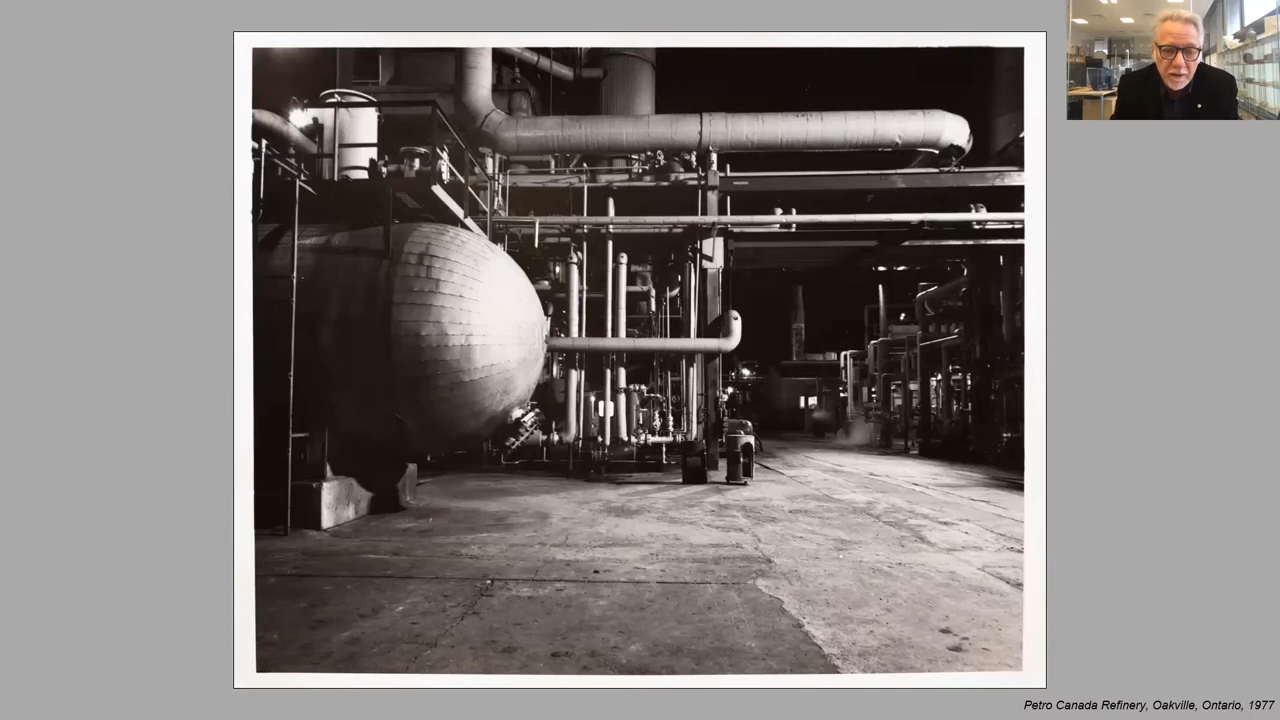 Petro Canada Refinery, Oakville, Ontario, 1977